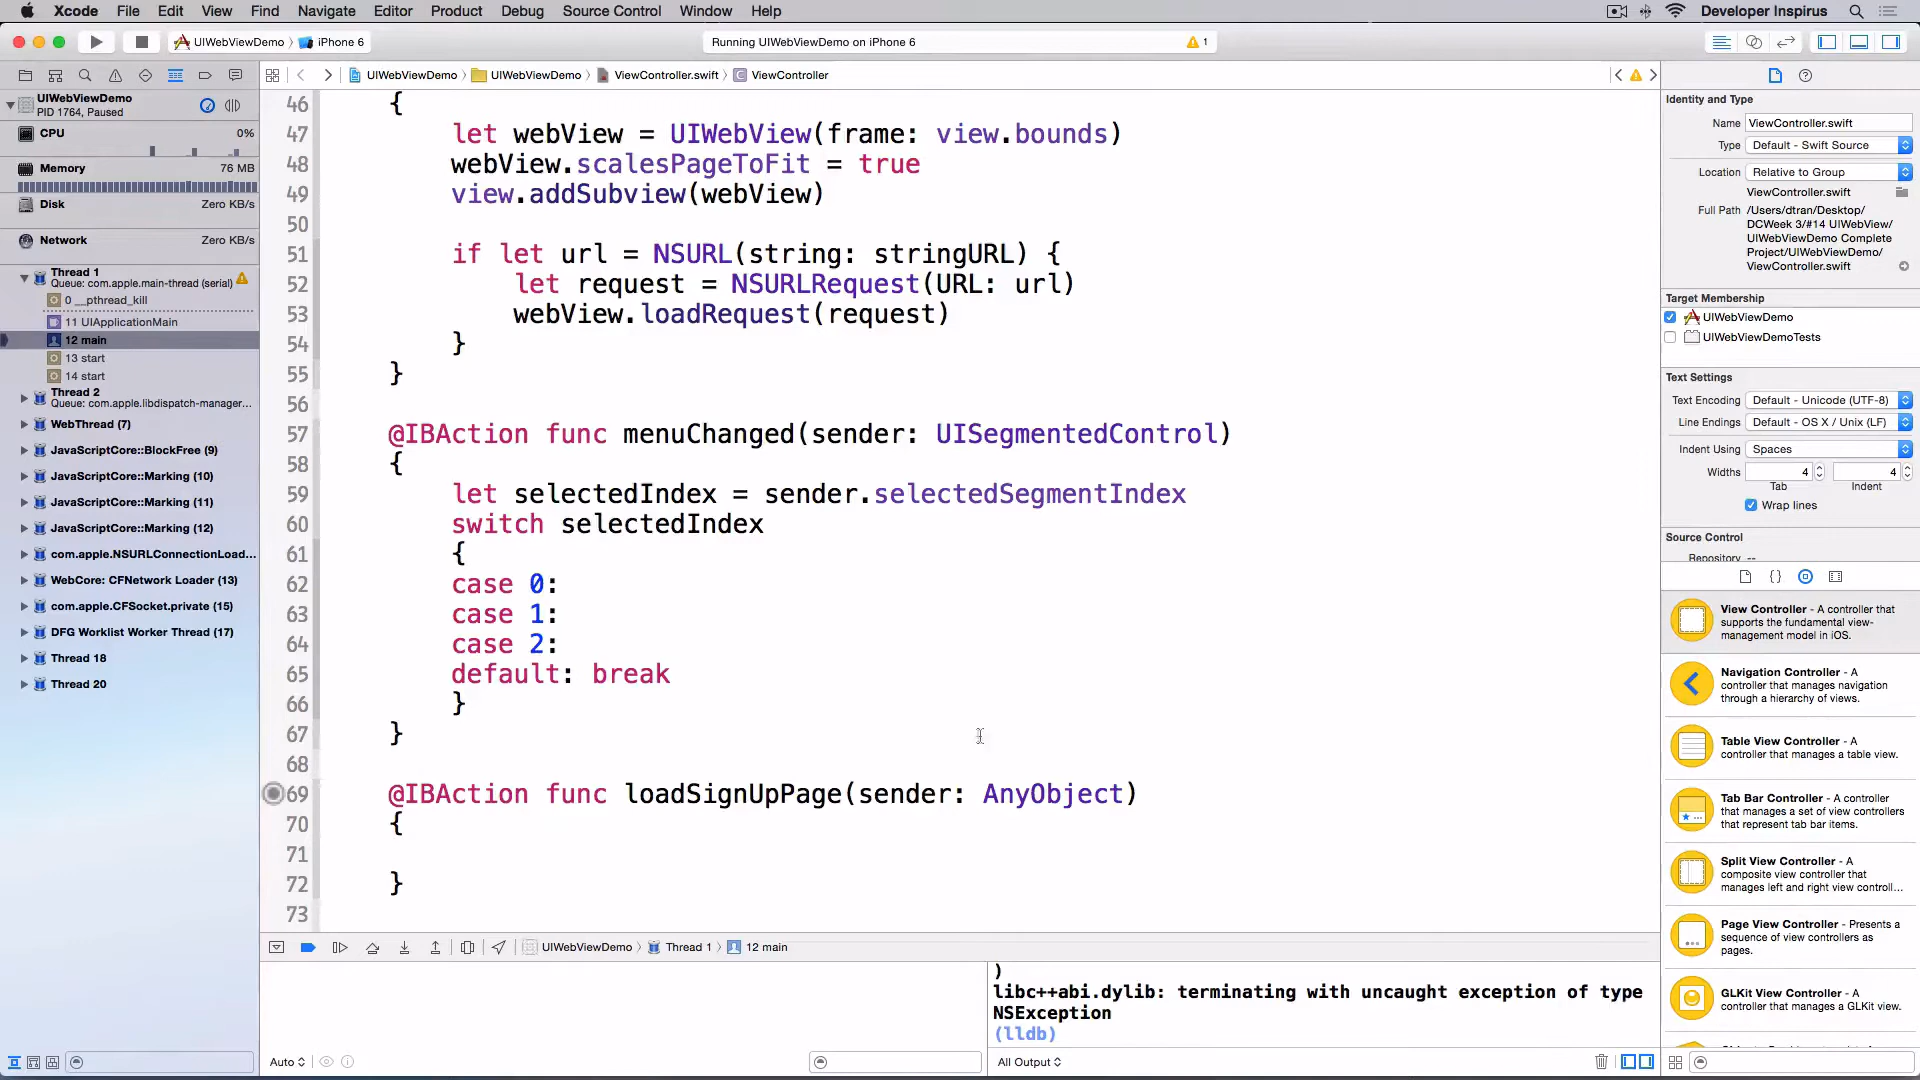 Xcode File Edit View Find Navigate Editor Product Debug Source Control Window Help Developer Inspirus
UIWebViewDemo iPhone 6 Running UIWebViewDemo on iPhone 6 1
UIWebViewDemo UIWebViewDemo ViewController.swift ViewController
UIWebViewDemo
PID 1764, Paused
CPU 0%
Memory 76 MB
Disk Zero KB/s
Network Zero KB/s
Thread 1
Queue: com.apple.main-thread (serial)
0 __pthread_kill
11 UIApplicationMain
12 main
13 start
14 start
Thread 2
Queue: com.apple.libdispatch-manager...
WebThread (7)
JavaScriptCore::BlockFree (9)
JavaScriptCore::Marking (10)
JavaScriptCore::Marking (11)
JavaScriptCore::Marking (12)
com.apple.NSURLConnectionLoad...
WebCore: CFNetwork Loader (13)
com.apple.CFSocket.private (15)
DFG Worklist Worker Thread (17)
Thread 18
Thread 20
46 {
47 let webView = UIWebView(frame: view.bounds)
48 webView.scalesPageToFit = true
49 view.addSubview(webView)
50
51 if let url = NSURL(string: stringURL) {
52 let request = NSURLRequest(URL: url)
53 webView.loadRequest(request)
54 }
55 }
56
57 @IBAction func menuChanged(sender: UISegmentedControl)
58 {
59 let selectedIndex = sender.selectedSegmentIndex
60 switch selectedIndex
61 {
62 case 0:
63 case 1:
64 case 2:
65 default: break
66 }
67 }
68
69 @IBAction func loadSignUpPage(sender: AnyObject)
70 {
71
72 }
73
UIWebViewDemo Thread 1 12 main
)
libc++abi.dylib: terminating with uncaught exception of type
NSException
(lldb)
Auto
All Output
Identity and Type
Name ViewController.swift
Type Default - Swift Source
Location Relative to Group
ViewController.swift
Full Path /Users/dtran/Desktop/
DCWeek 3/#14 UIWebView/
UIWebViewDemo Complete
Project/UIWebViewDemo/
ViewController.swift
Target Membership
UIWebViewDemo
UIWebViewDemoTests
Text Settings
Text Encoding Default - Unicode (UTF-8)
Line Endings Default - OS X / Unix (LF)
Indent Using Spaces
Widths 4 4
Tab Indent
Wrap lines
Source Control
Repository --
{}
View Controller - A controller that
supports the fundamental view-
management model in iOS.
Navigation Controller - A
controller that manages navigation
through a hierarchy of views.
Table View Controller - A
controller that manages a table view.
Tab Bar Controller - A controller
that manages a set of view controllers
that represent tab bar items.
Split View Controller - A
composite view controller that
manages left and right view controll...
Page View Controller - Presents a
sequence of view controllers as
pages.
GLKit View Controller - A
controller that manages a GLKit view.